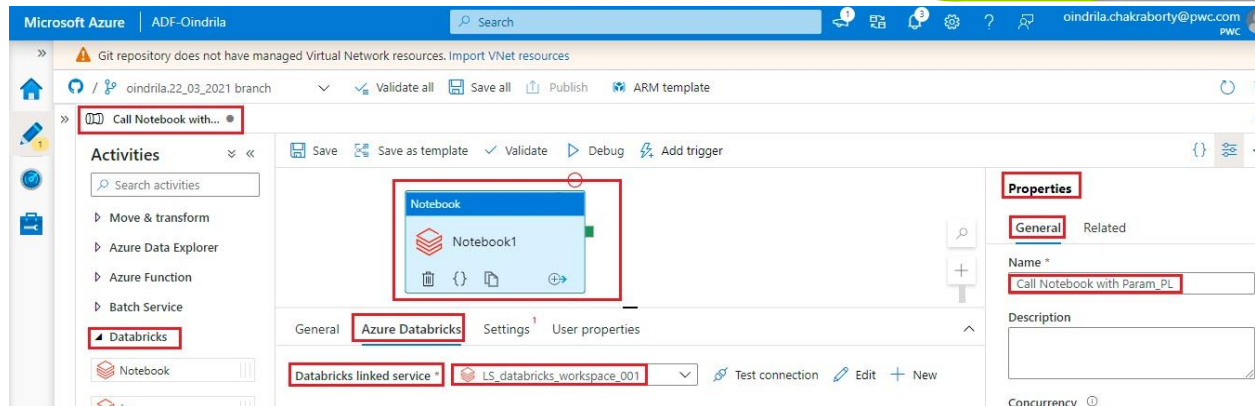 Microsoft Azure | ADF-Oindrila
Search
3
oindrila.chakraborty@pwc.com
PWC
Git repository does not have managed Virtual Network resources. Import VNet resources
/ oindrila.22_03_2021 branch
Validate all
Save all
Publish
ARM template
1
Call Notebook with...
Activities
Search activities
Move & transform
Azure Data Explorer
Azure Function
Batch Service
Databricks
Notebook
Save
Save as template
Validate
Debug
Add trigger
{}
Notebook
Notebook1
{}
General
Azure Databricks
Settings 1
User properties
Databricks linked service *
LS_databricks_workspace_001
Test connection
Edit
New
Properties
General
Related
Name *
Call Notebook with Param_PL
Description
Concurrency